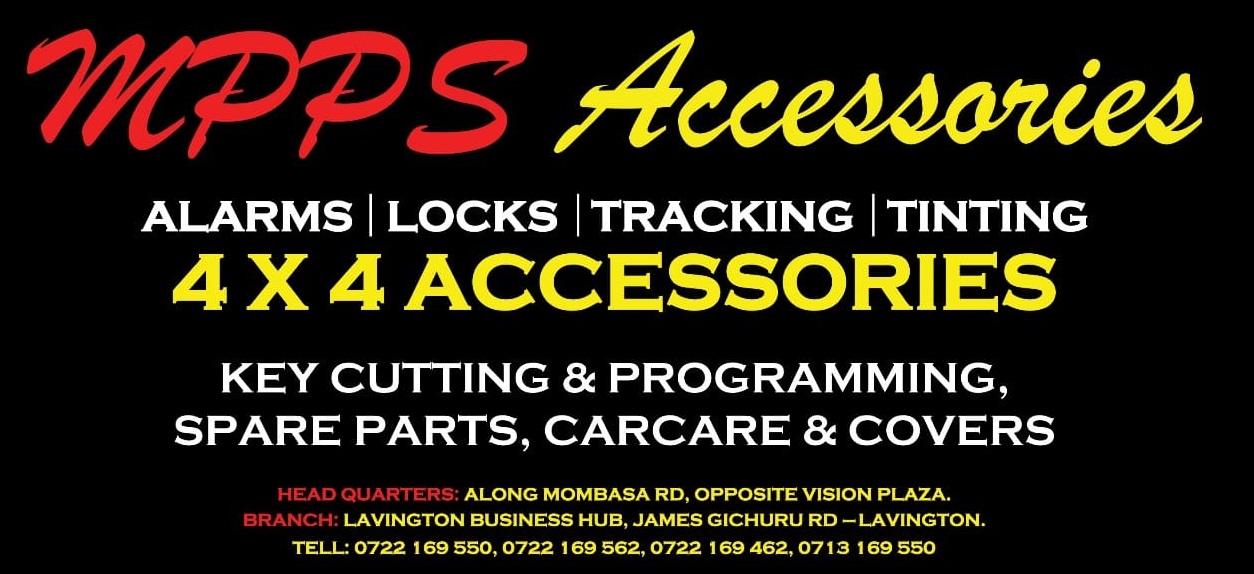 MPPS Accessories
ALARMS | LOCKS | TRACKING | TINTING
4 X 4 ACCESSORIES
KEY CUTTING & PROGRAMMING,
SPARE PARTS, CARCARE & COVERS
HEAD QUARTERS: ALONG MOMBASA RD, OPPOSITE VISION PLAZA.
BRANCH: LAVINGTON BUSINESS HUB, JAMES GICHURU RD – LAVINGTON.
TELL: 0722 169 550, 0722 169 562, 0722 169 462, 0713 169 550